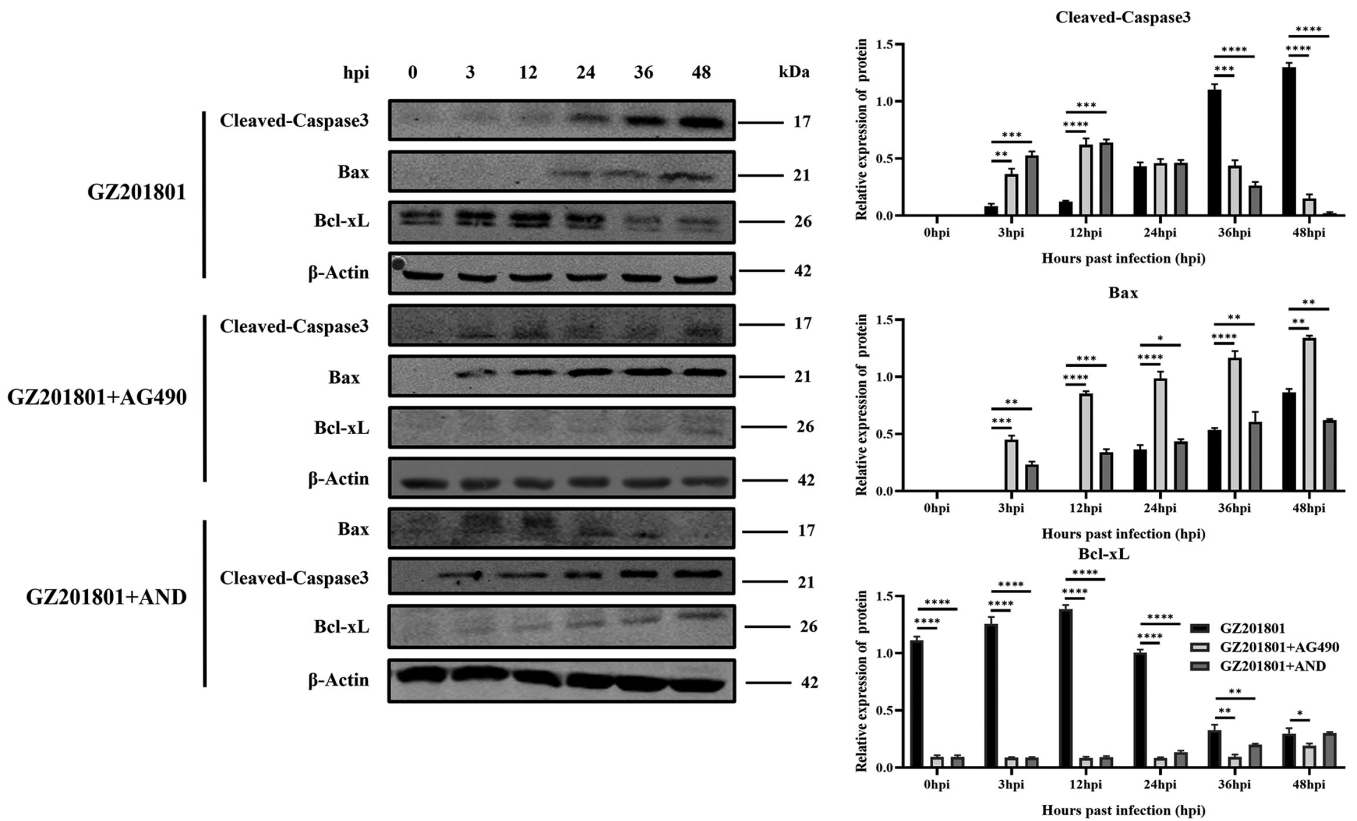 hpi 0 3 12 24 36 48 kDa
GZ201801
Cleaved-Caspase3 17
Bax 21
Bcl-xL 26
β-Actin 42
GZ201801+AG490
Cleaved-Caspase3 17
Bax 21
Bcl-xL 26
β-Actin 42
GZ201801+AND
Bax 17
Cleaved-Caspase3 21
Bcl-xL 26
β-Actin 42
Cleaved-Caspase3
Relative expression of protein
1.5
1.0
0.5
0.0
** *** **** *** *** **** **** ****
0hpi 3hpi 12hpi 24hpi 36hpi 48hpi
Hours past infection (hpi)
Bax
Relative expression of protein
1.5
1.0
0.5
0.0
*** ** **** *** **** * **** ** ** **
0hpi 3hpi 12hpi 24hpi 36hpi 48hpi
Hours past infection (hpi)
Bcl-xL
Relative expression of protein
1.5
1.0
0.5
0.0
**** **** **** **** **** **** **** **** ** ** *
GZ201801
GZ201801+AG490
GZ201801+AND
0hpi 3hpi 12hpi 24hpi 36hpi 48hpi
Hours past infection (hpi)